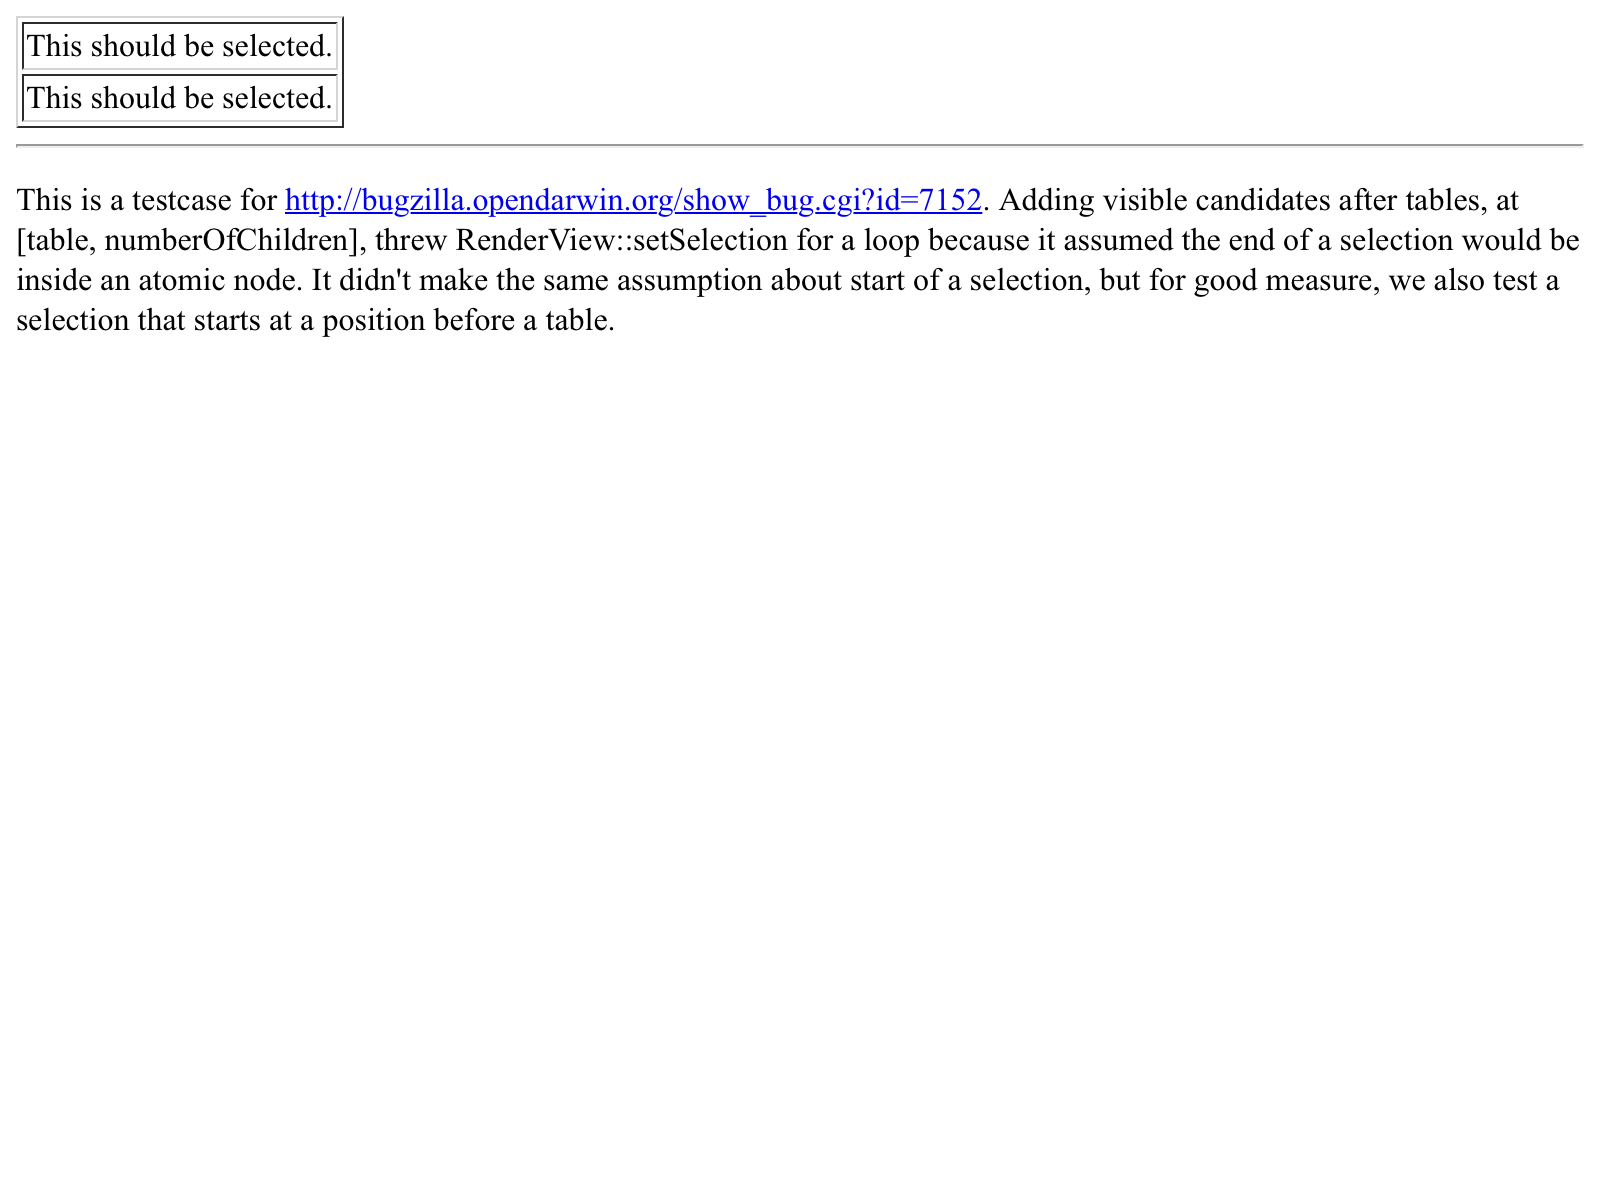 This should be selected.
This should be selected.
This is a testcase for http://bugzilla.opendarwin.org/show_bug.cgi?id=7152. Adding visible candidates after tables, at
[table, numberOfChildren], threw RenderView::setSelection for a loop because it assumed the end of a selection would be
inside an atomic node. It didn't make the same assumption about start of a selection, but for good measure, we also test a
selection that starts at a position before a table.